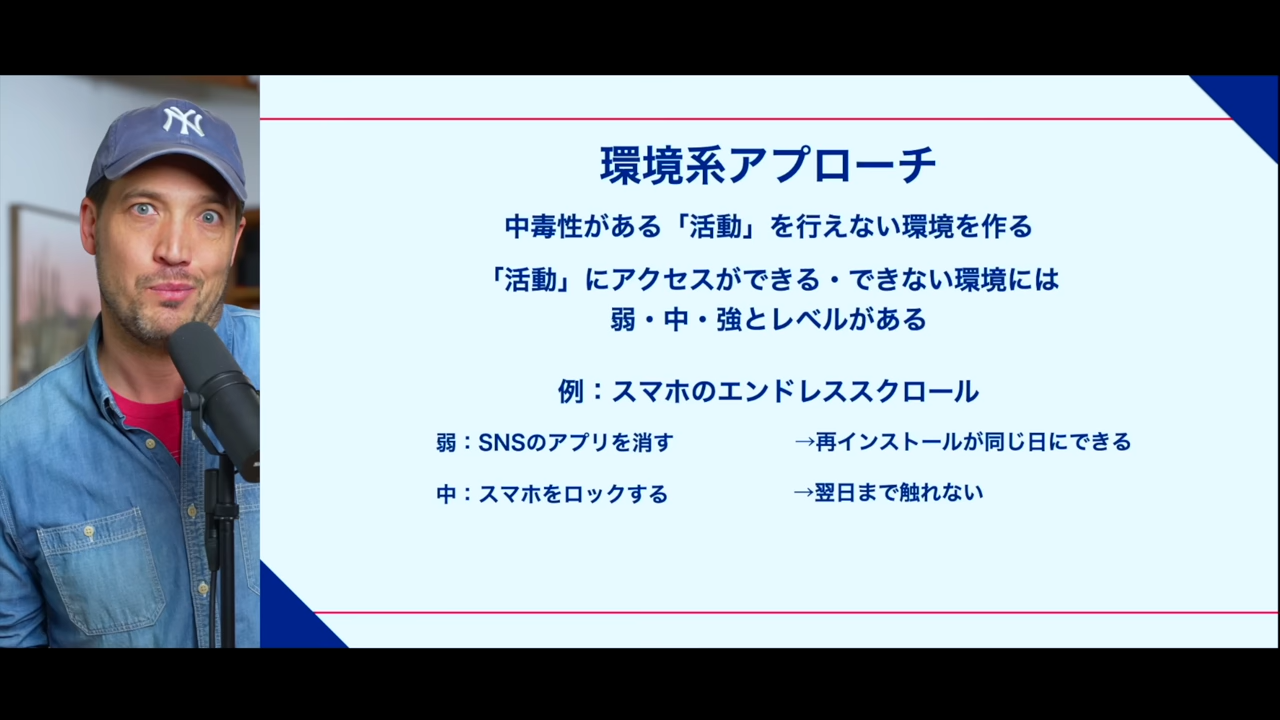 NY
環境系アプローチ
中毒性がある「活動」を行えない環境を作る
「活動」にアクセスができる・できない環境には
弱・中・強とレベルがある
例：スマホのエンドレススクロール
弱：SNSのアプリを消す →再インストールが同じ日にできる
中：スマホをロックする →翌日まで触れない